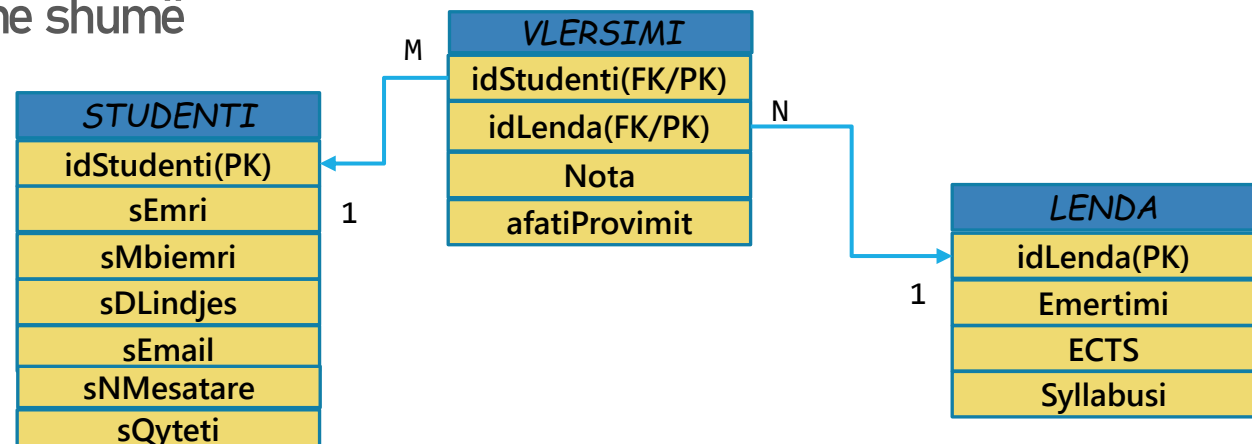 me shumë
STUDENTI
idStudenti(PK)
sEmri
sMbiemri
sDLindjes
sEmail
sNMesatare
sQyteti
M
1
VLERSIMI
idStudenti(FK/PK)
idLenda(FK/PK)
Nota
afatiProvimit
N
1
LENDA
idLenda(PK)
Emertimi
ECTS
Syllabusi